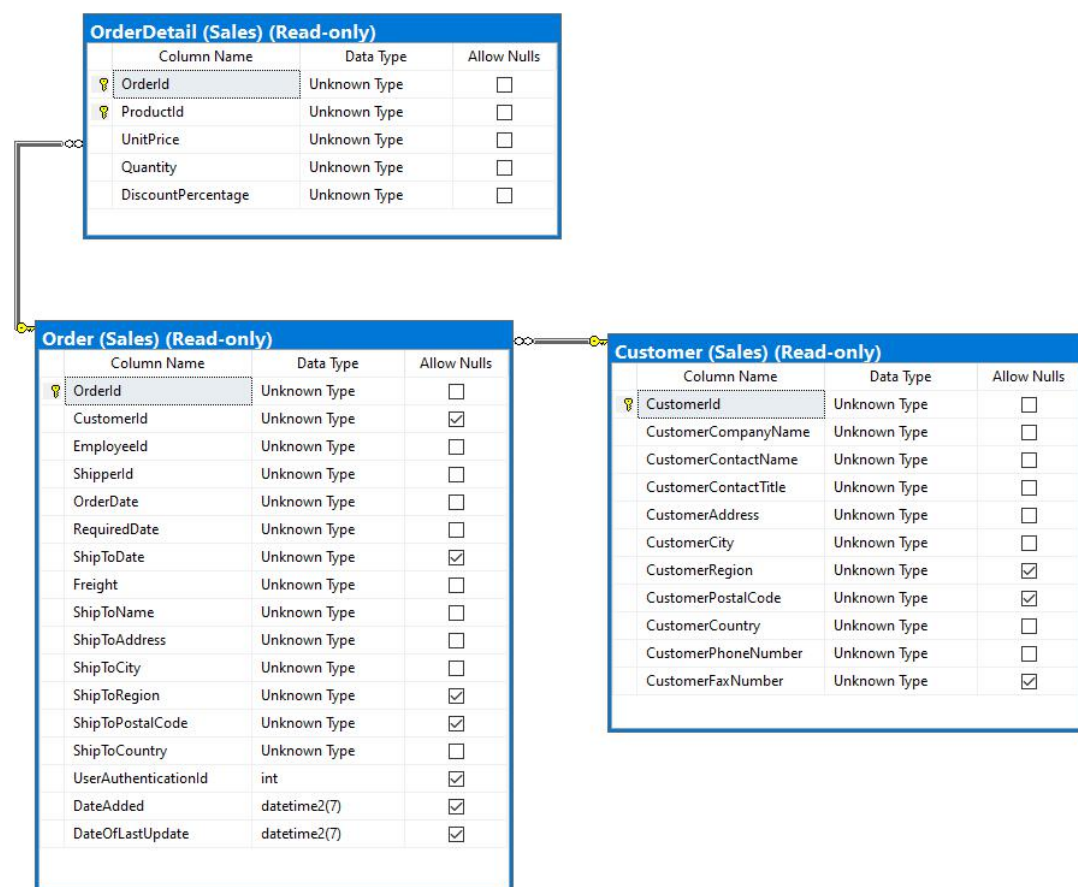 OrderDetail (Sales) (Read-only)
Column Name Data Type Allow Nulls
OrderId Unknown Type
ProductId Unknown Type
UnitPrice Unknown Type
Quantity Unknown Type
DiscountPercentage Unknown Type
Order (Sales) (Read-only)
Column Name Data Type Allow Nulls
OrderId Unknown Type
CustomerId Unknown Type
EmployeeId Unknown Type
ShipperId Unknown Type
OrderDate Unknown Type
RequiredDate Unknown Type
ShipToDate Unknown Type
Freight Unknown Type
ShipToName Unknown Type
ShipToAddress Unknown Type
ShipToCity Unknown Type
ShipToRegion Unknown Type
ShipToPostalCode Unknown Type
ShipToCountry Unknown Type
UserAuthenticationId int
DateAdded datetime2(7)
DateOfLastUpdate datetime2(7)
Customer (Sales) (Read-only)
Column Name Data Type Allow Nulls
CustomerId Unknown Type
CustomerCompanyName Unknown Type
CustomerContactName Unknown Type
CustomerContactTitle Unknown Type
CustomerAddress Unknown Type
CustomerCity Unknown Type
CustomerRegion Unknown Type
CustomerPostalCode Unknown Type
CustomerCountry Unknown Type
CustomerPhoneNumber Unknown Type
CustomerFaxNumber Unknown Type